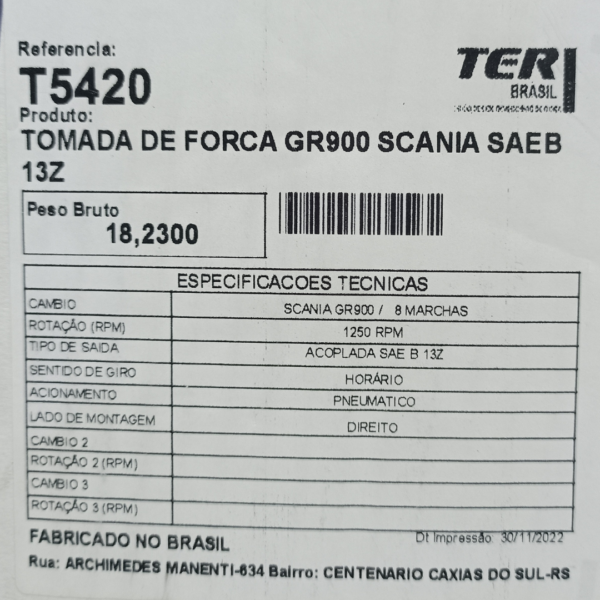 Referencia:
T5420
TER
BRASIL
Produto:
TOMADA DE FORCA GR900 SCANIA SAEB
13Z
Peso Bruto
18,2300
ESPECIFICACOES TECNICAS
CAMBIO SCANIA GR900 / 8 MARCHAS
ROTAÇÃO (RPM) 1250 RPM
TIPO DE SAIDA ACOPLADA SAE B 13Z
SENTIDO DE GIRO HORÁRIO
ACIONAMENTO PNEUMATICO
LADO DE MONTAGEM DIREITO
CAMBIO 2
ROTAÇÃO 2 (RPM)
CAMBIO 3
ROTAÇÃO 3 (RPM)
FABRICADO NO BRASIL
Dt Impressão: 30/11/2022
Rua: ARCHIMEDES MANENTI-634 Bairro: CENTENARIO CAXIAS DO SUL-RS